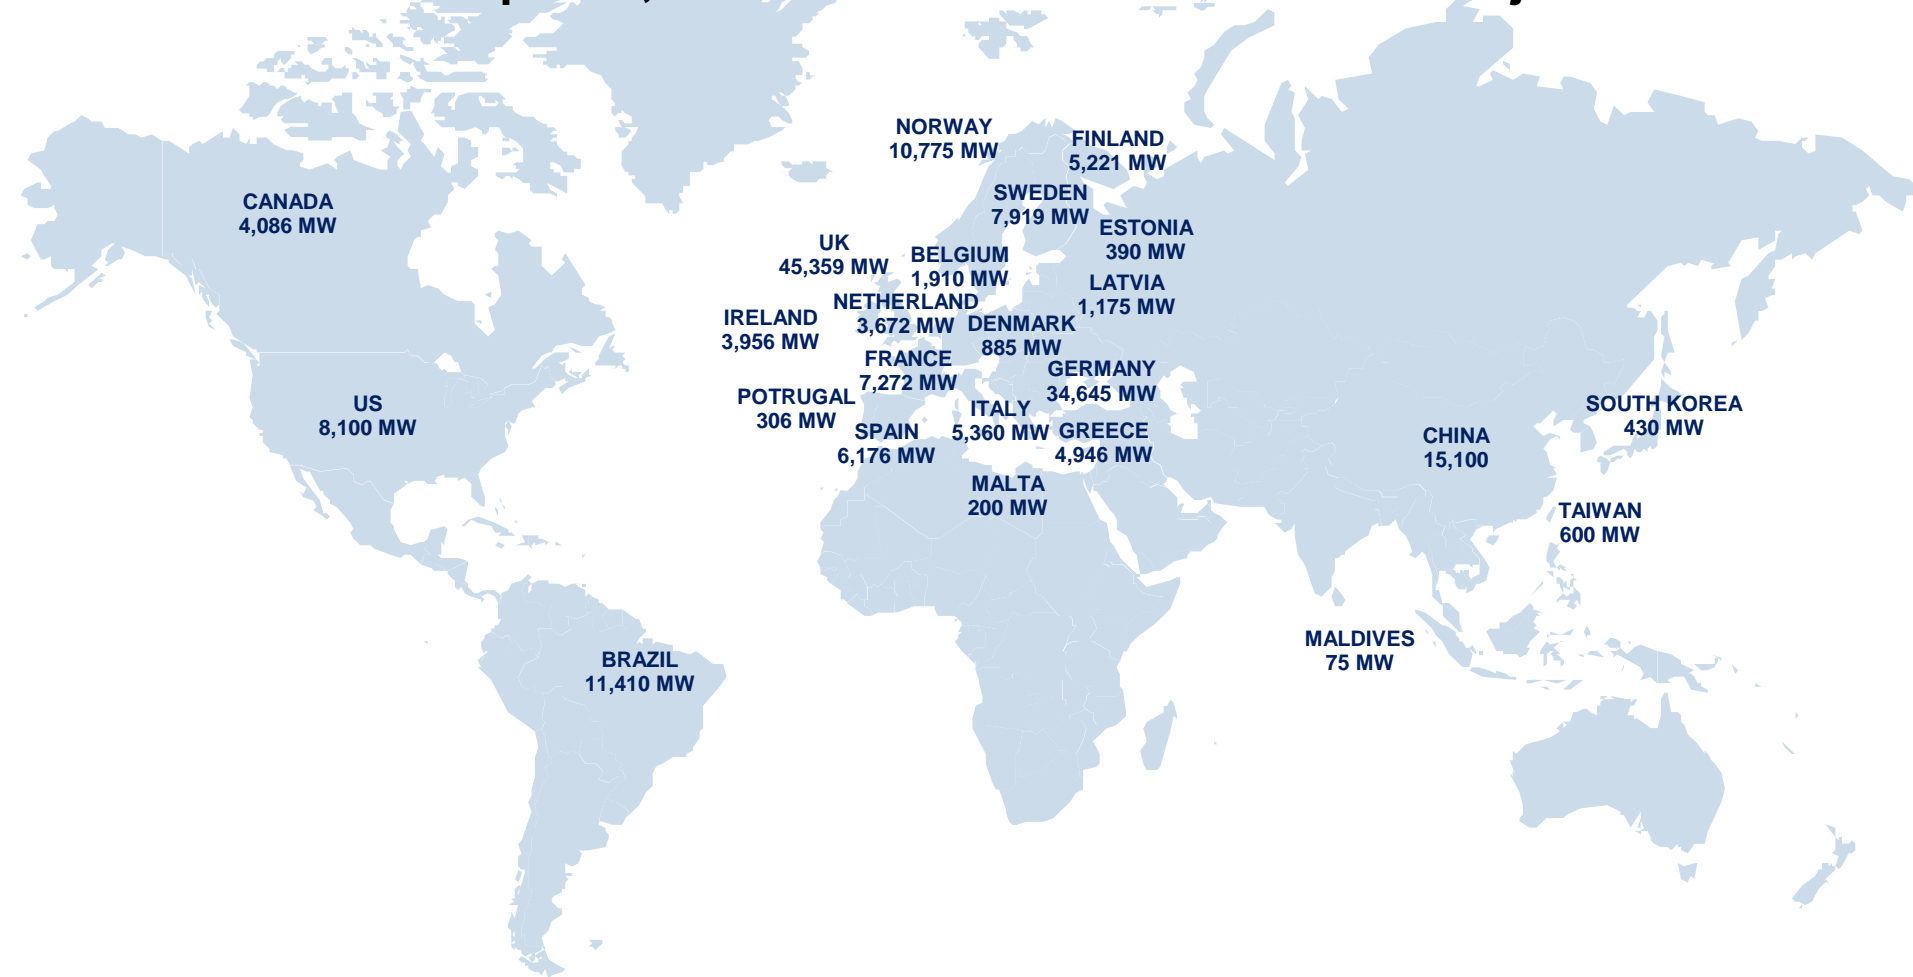 NORWAY
10,775 MW
FINLAND
5,221 MW
CANADA
4,086 MW
SWEDEN
7,919 MW
ESTONIA
390 MW
UK
45,359 MW
BELGIUM
1,910 MW
LATVIA
1,175 MW
NETHERLAND
3,672 MW
IRELAND
3,956 MW
DENMARK
885 MW
FRANCE
7,272 MW
GERMANY
34,645 MW
POTRUGAL
306 MW
US
8,100 MW
ITALY
5,360 MW
SPAIN
6,176 MW
GREECE
4,946 MW
SOUTH KOREA
430 MW
CHINA
15,100
MALTA
200 MW
TAIWAN
600 MW
MALDIVES
75 MW
BRAZIL
11,410 MW